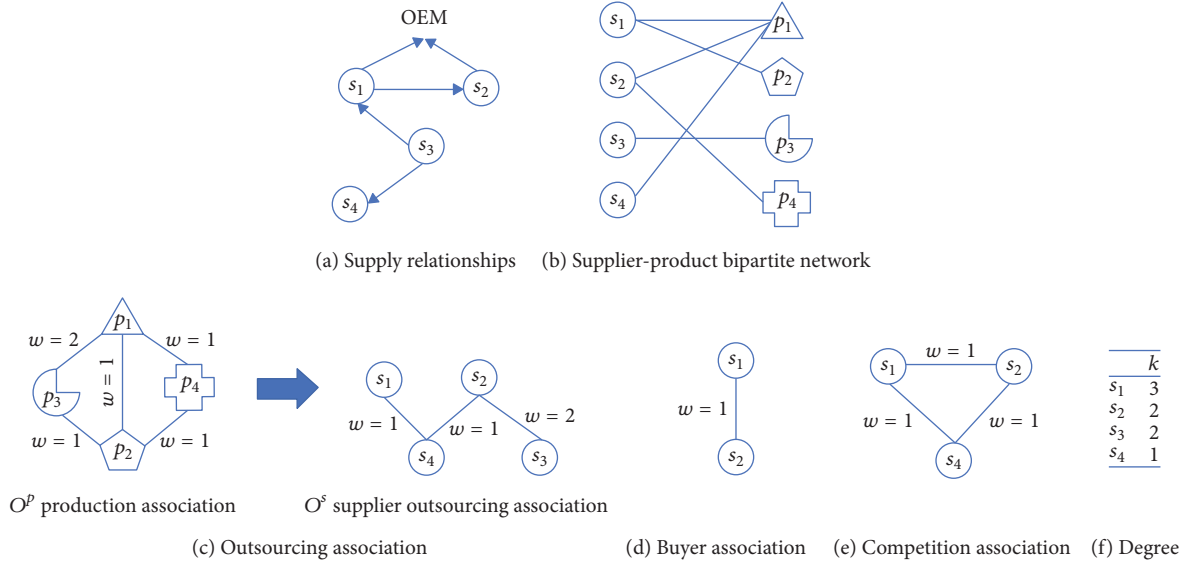 OEM
s1
s2
s3
s4
(a) Supply relationships
s1
s2
s3
s4
p1
p2
p3
p4
(b) Supplier-product bipartite network
p1
w = 2
w = 1
w = 1
p3
p4
w = 1
w = 1
p2
O^p production association
s1
s2
w = 1
w = 1
w = 2
s4
s3
O^s supplier outsourcing association
(c) Outsourcing association
s1
w = 1
s2
(d) Buyer association
s1
w = 1
s2
w = 1
w = 1
s4
(e) Competition association
k
s1 3
s2 2
s3 2
s4 1
(f) Degree